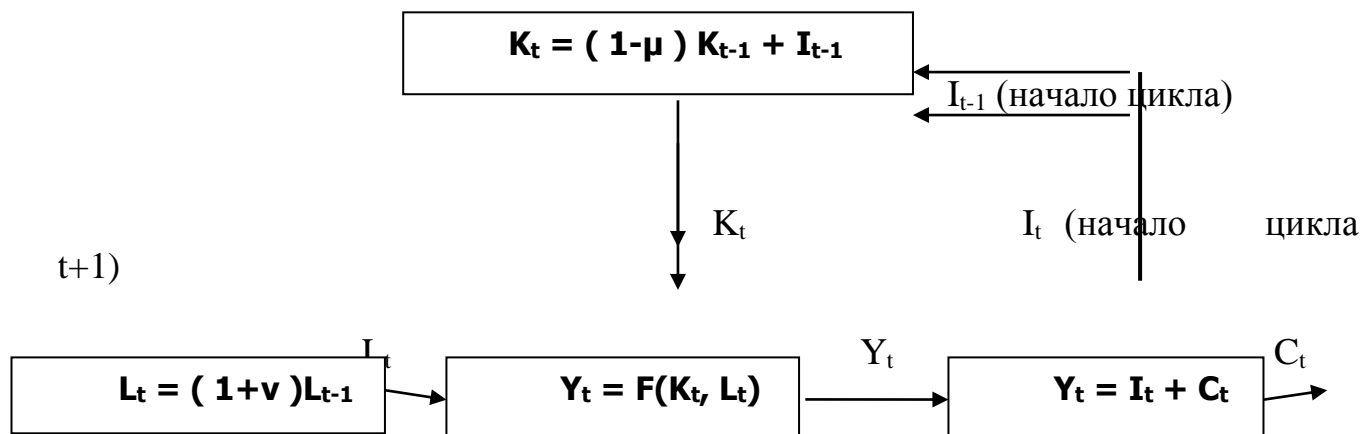 Kt = ( 1-μ ) Kt-1 + It-1
It-1 (начало цикла)
Kt
It (начало цикла
t+1)
Lt
Yt
Ct
Lt = ( 1+ν )Lt-1
Yt = F(Kt, Lt)
Yt = It + Ct